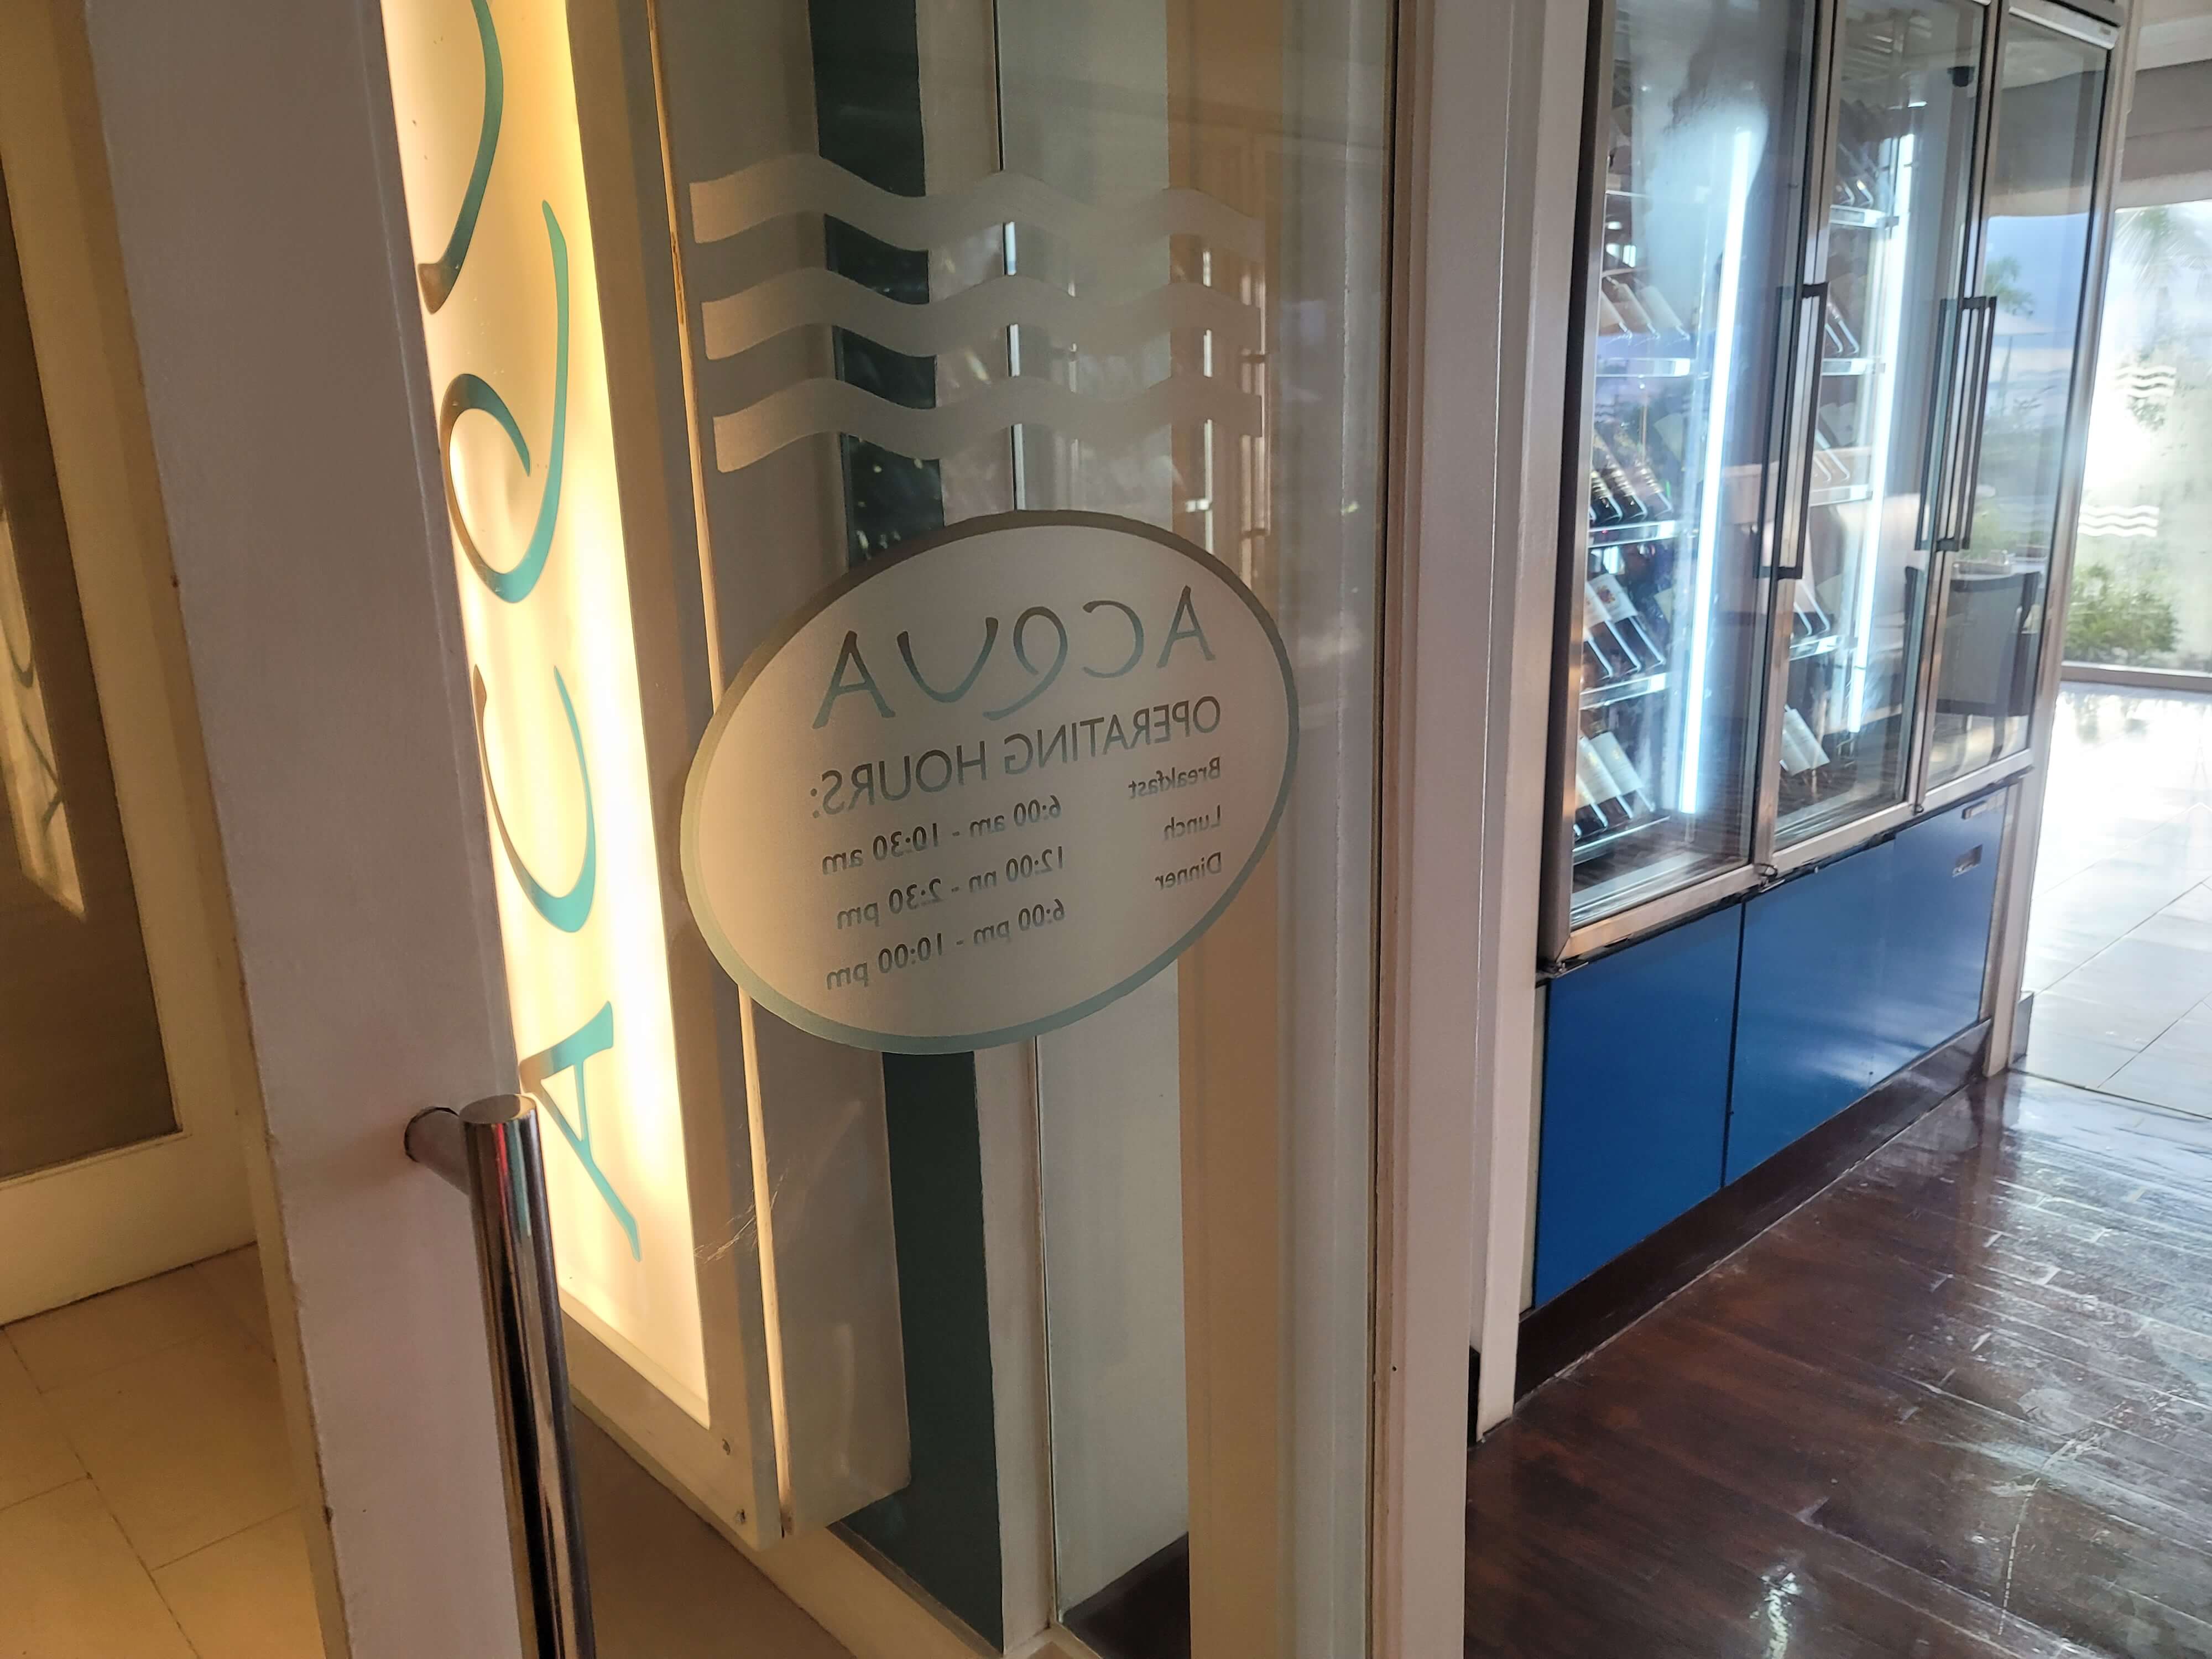 ACQU
ACQUA
OPERATING HOURS:
Breakfast 6:00 am - 10:30 am
Lunch 12:00 nn - 2:30 pm
Dinner 6:00 pm - 10:00 pm